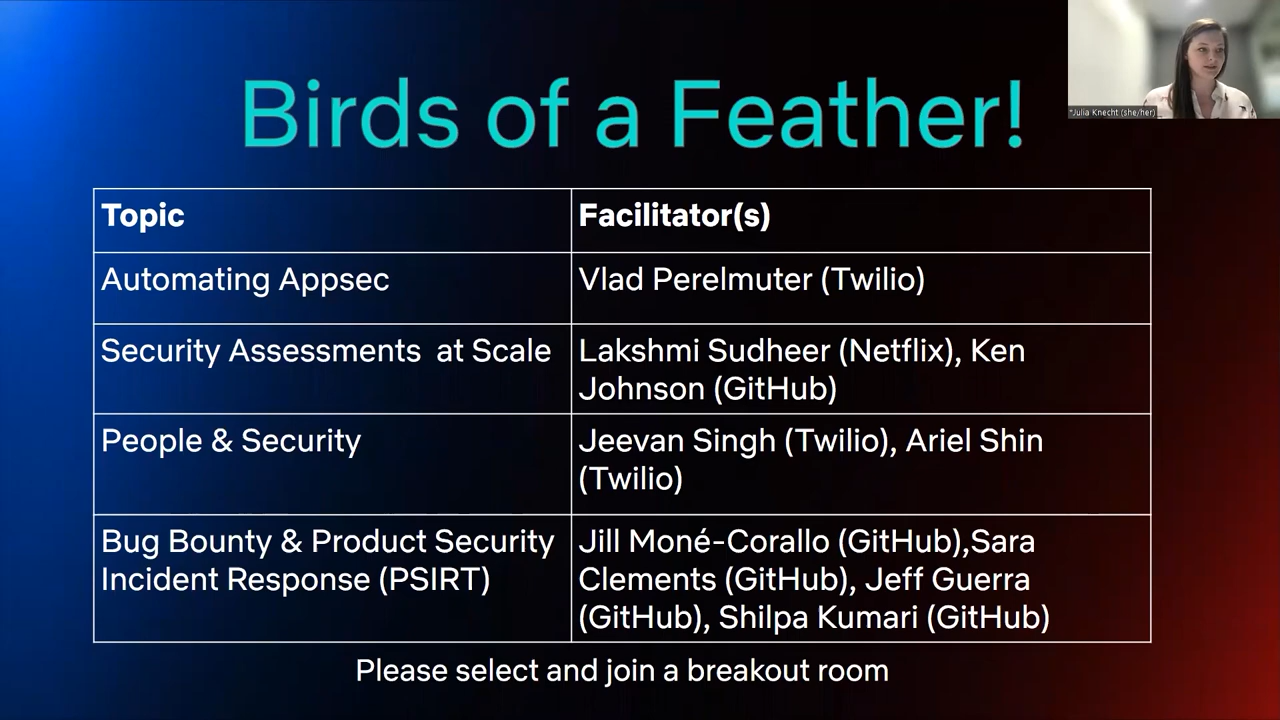 Birds of a Feather!
*Julia Knecht (she/her)
Topic
Facilitator(s)
Automating Appsec
Vlad Perelmuter (Twilio)
Security Assessments  at Scale
Lakshmi Sudheer (Netflix), Ken
Johnson (GitHub)
People & Security
Jeevan Singh (Twilio), Ariel Shin
(Twilio)
Bug Bounty & Product Security
Incident Response (PSIRT)
Jill Moné-Corallo (GitHub),Sara
Clements (GitHub), Jeff Guerra
(GitHub), Shilpa Kumari (GitHub)
Please select and join a breakout room